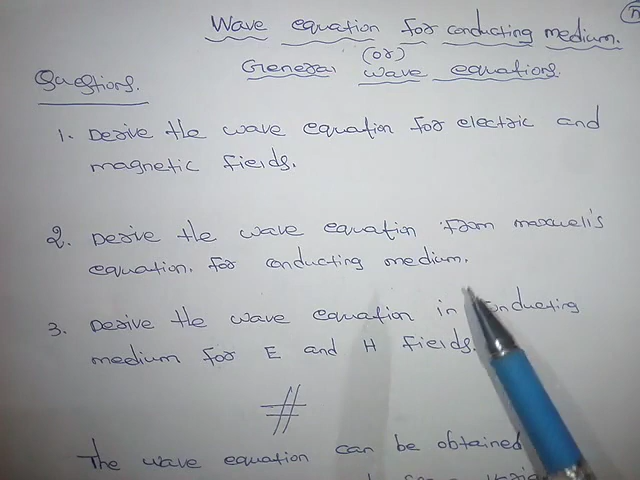 Wave equation for conducting medium.
(or)
General wave equations.
Questions.
1. Derive the wave equation for electric and
magnetic fields.
2. Derive the wave equation from maxwell's
equation. for conducting medium.
3. Derive the wave equation in conducting
medium for E and H fields.
#
The wave equation can be obtained